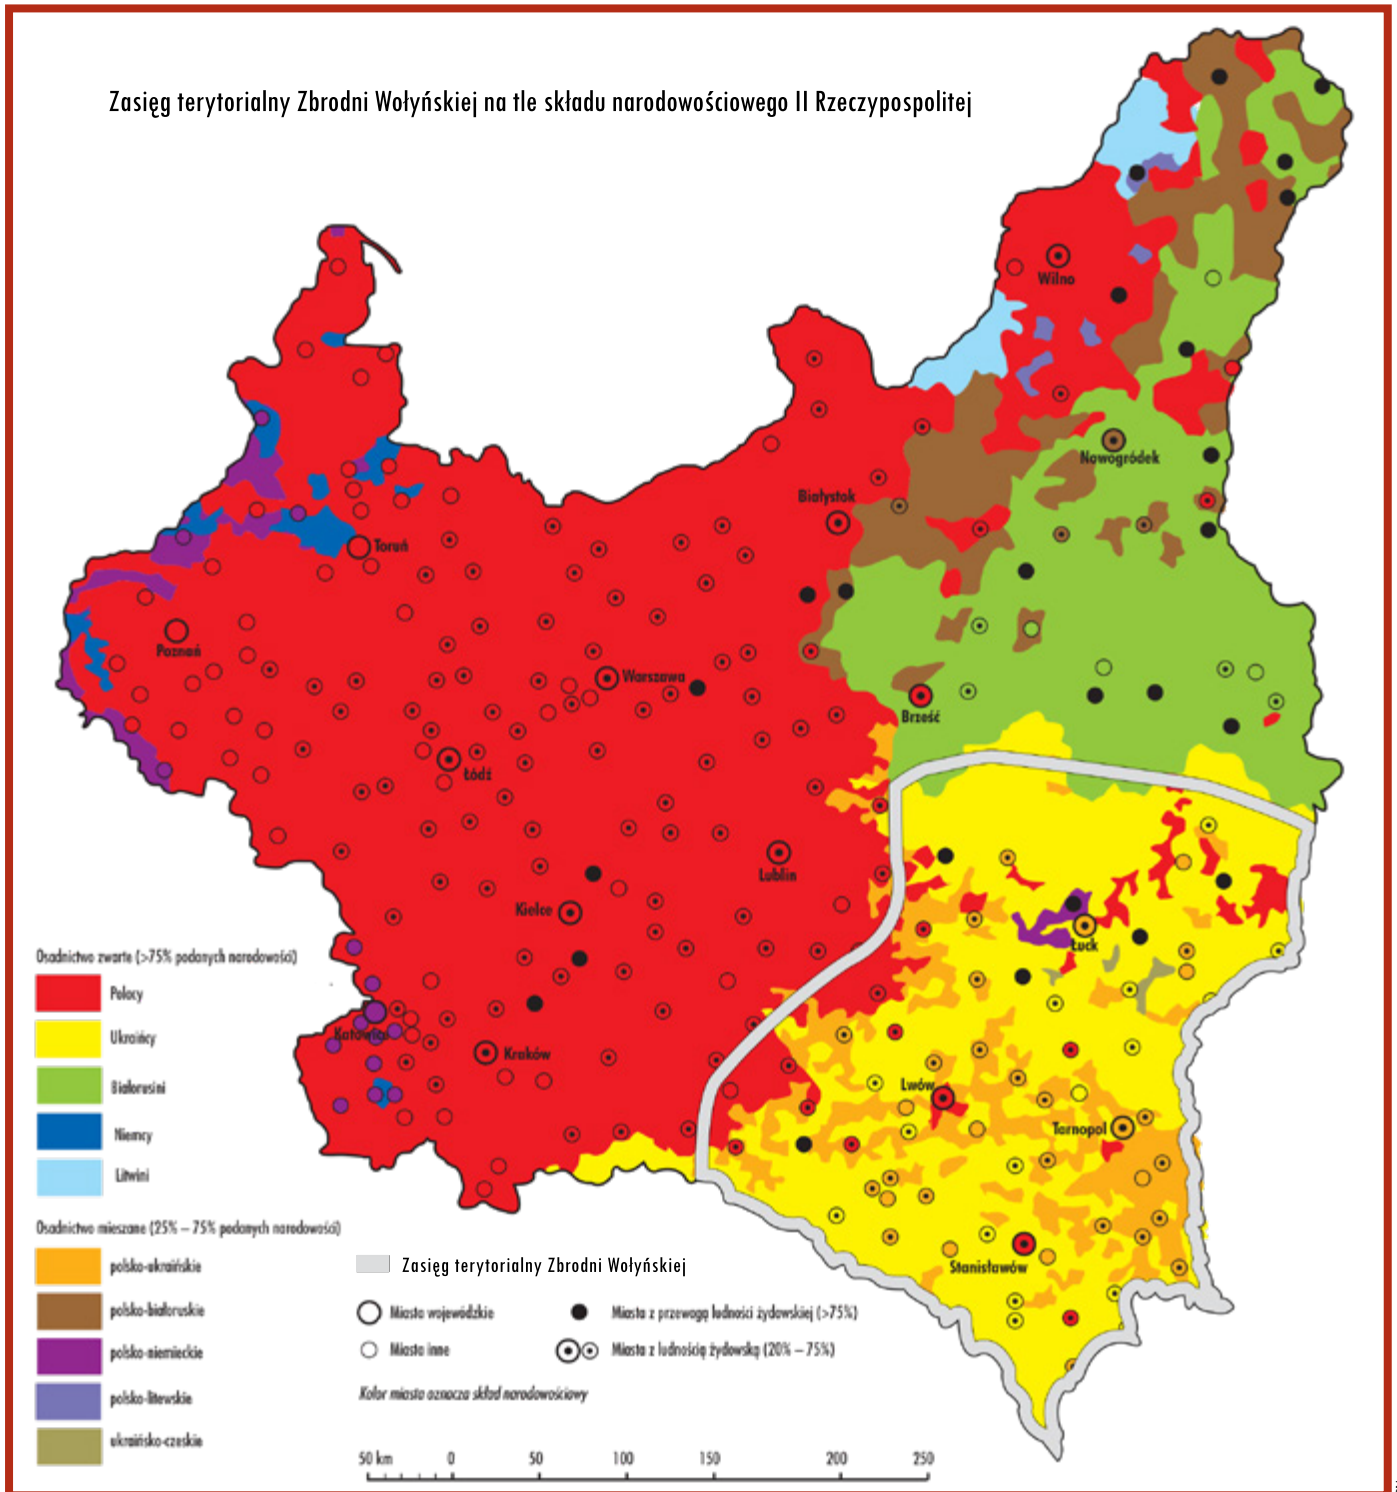 Zasięg terytorialny Zbrodni Wołyńskiej na tle składu narodowościowego II Rzeczypospolitej
Wilno
Nowogródek
Białystok
Toruń
Poznań
Warszawa
Brześć
Łódź
Lublin
Kielce
Łuck
Katowice
Kraków
Lwów
Tarnopol
Stanisławów
Osadnictwo zwarte (>75% podanych narodowości)
Polacy
Ukraińcy
Białorusini
Niemcy
Litwini
Osadnictwo mieszane (25% – 75% podanych narodowości)
polsko-ukraińskie
polsko-białoruskie
polsko-niemieckie
polsko-litewskie
ukraińsko-czeskie
Zasięg terytorialny Zbrodni Wołyńskiej
Miasta wojewódzkie
Miasta z przewagą ludności żydowskiej (>75%)
Miasta inne
Miasta z ludnością żydowską (20% – 75%)
Kolor miasta oznacza skład narodowościowy
50 km 0 50 100 150 200 250